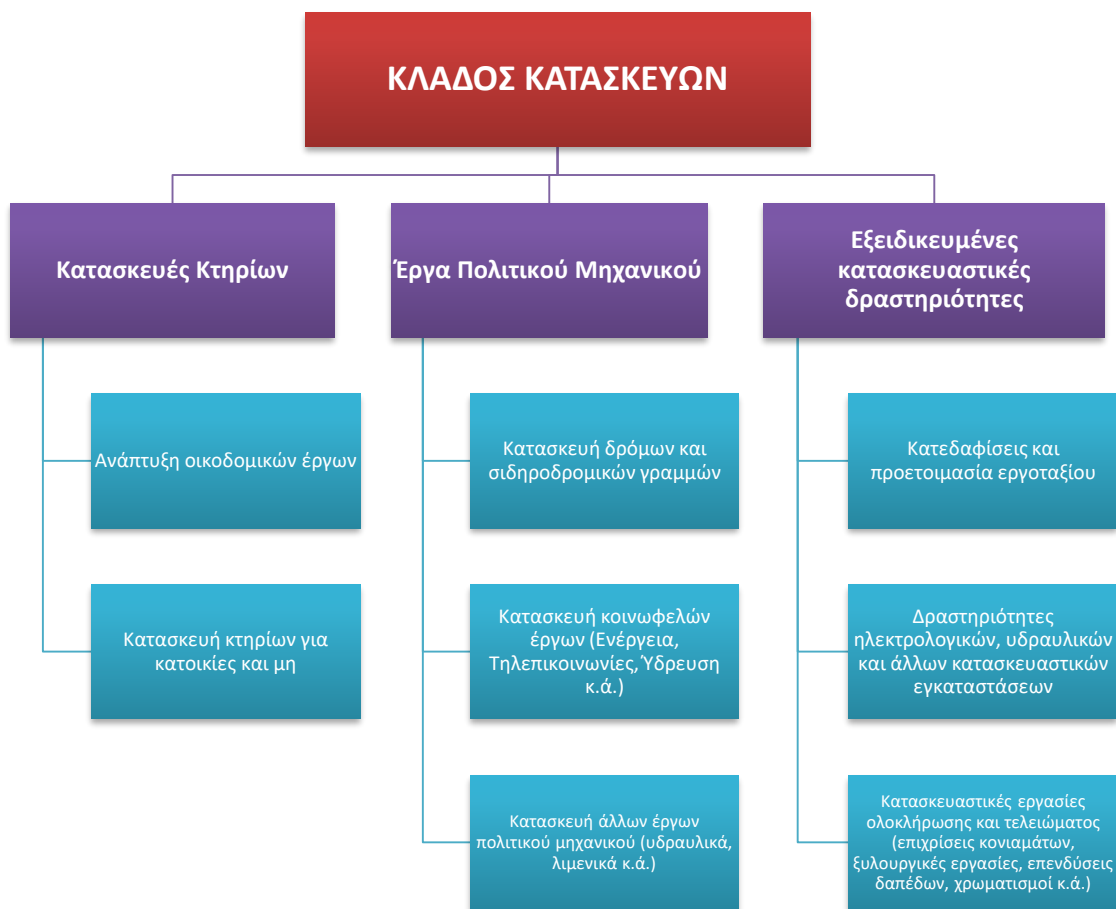 ΚΛΑΔΟΣ ΚΑΤΑΣΚΕΥΩΝ
Κατασκευές Κτηρίων
Ανάπτυξη οικοδομικών έργων
Κατασκευή κτηρίων για
κατοικίες και μη
Έργα Πολιτικού Μηχανικού
Κατασκευή δρόμων και
σιδηροδρομικών γραμμών
Κατασκευή κοινωφελών
έργων (Ενέργεια,
Τηλεπικοινωνίες, Ύδρευση
κ.ά.)
Κατασκευή άλλων έργων
πολιτικού μηχανικού (υδραυλικά,
λιμενικά κ.ά.)
Εξειδικευμένες
κατασκευαστικές
δραστηριότητες
Κατεδαφίσεις και
προετοιμασία εργοταξίου
Δραστηριότητες
ηλεκτρολογικών, υδραυλικών
και άλλων κατασκευαστικών
εγκαταστάσεων
Κατασκευαστικές εργασίες
ολοκλήρωσης και τελειώματος
(επιχρίσεις κονιαμάτων,
ξυλουργικές εργασίες, επενδύσεις
δαπέδων, χρωματισμοί κ.ά.)